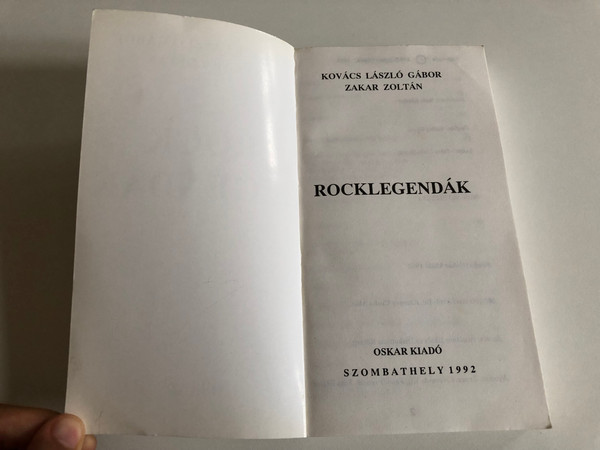 KOVÁCS LÁSZLÓ GÁBOR
ZAKAR ZOLTÁN
ROCKLEGENDÁK
OSKAR KIADÓ
SZOMBATHELY 1992